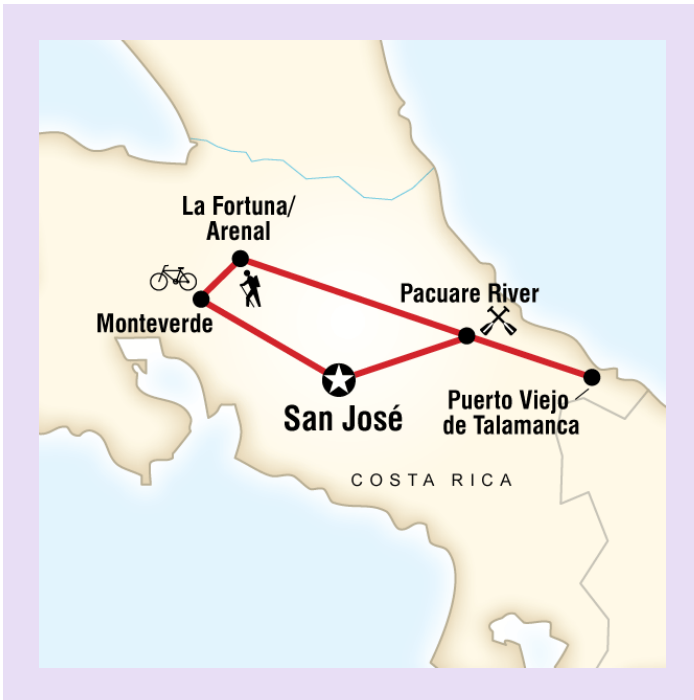 La Fortuna/
Arenal
Pacuare River
Monteverde
San José
Puerto Viejo
de Talamanca
COSTA RICA